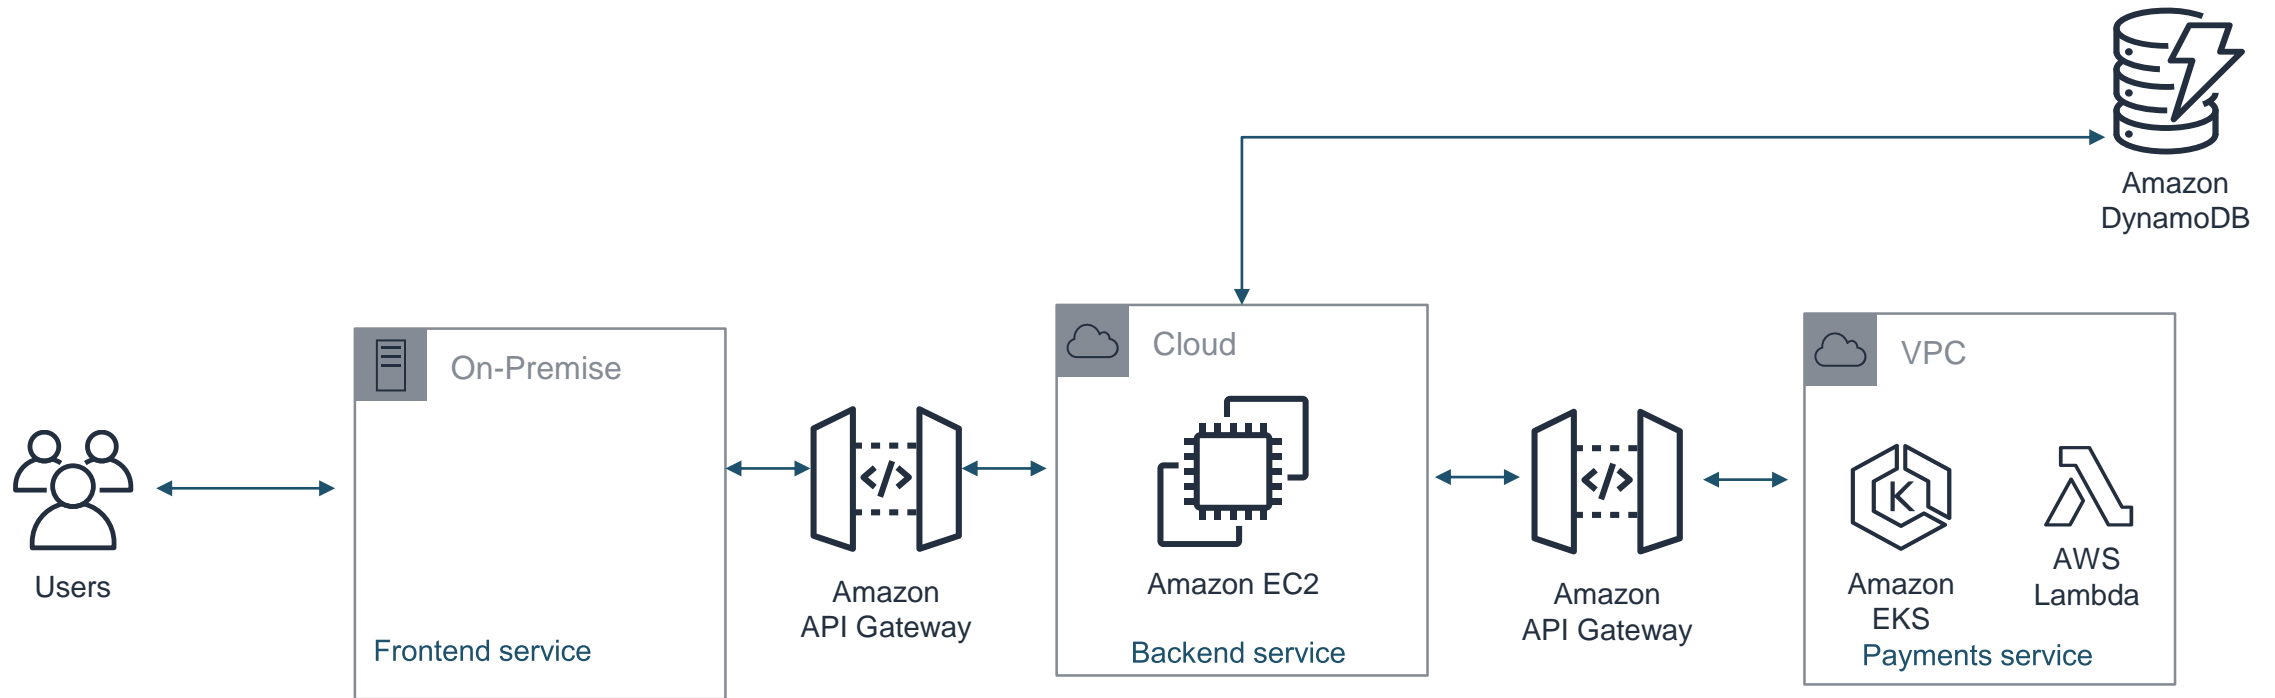 Amazon
DynamoDB
Cloud
VPC
On-Premise
K
</>
</>
Users
Amazon
API Gateway
Amazon EC2
Amazon
API Gateway
Amazon
EKS
AWS
Lambda
Frontend service
Backend service
Payments service